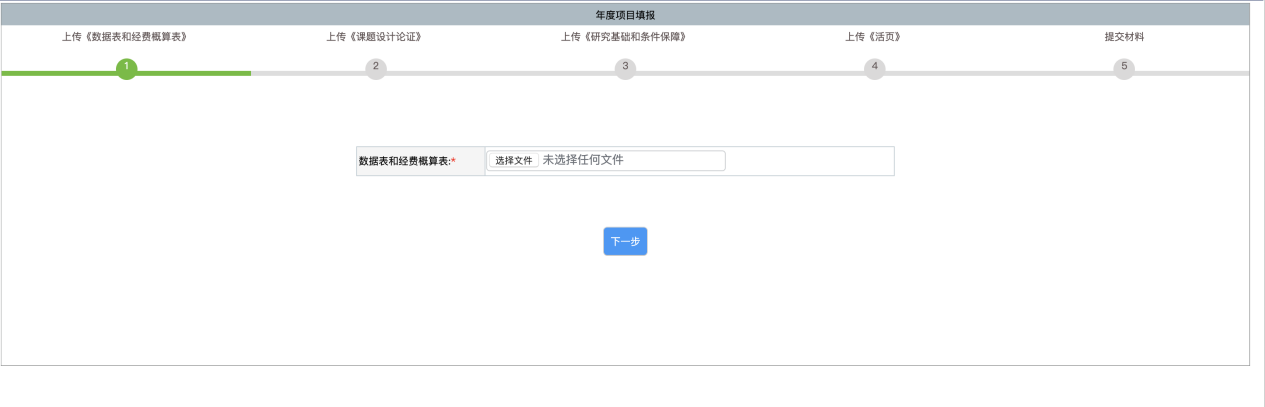 年度项目填报
上传《数据表和经费概算表》 上传《课题设计论证》 上传《研究基础和条件保障》 上传《活页》 提交材料
1 2 3 4 5
数据表和经费概算表:* 选择文件 未选择任何文件
下一步